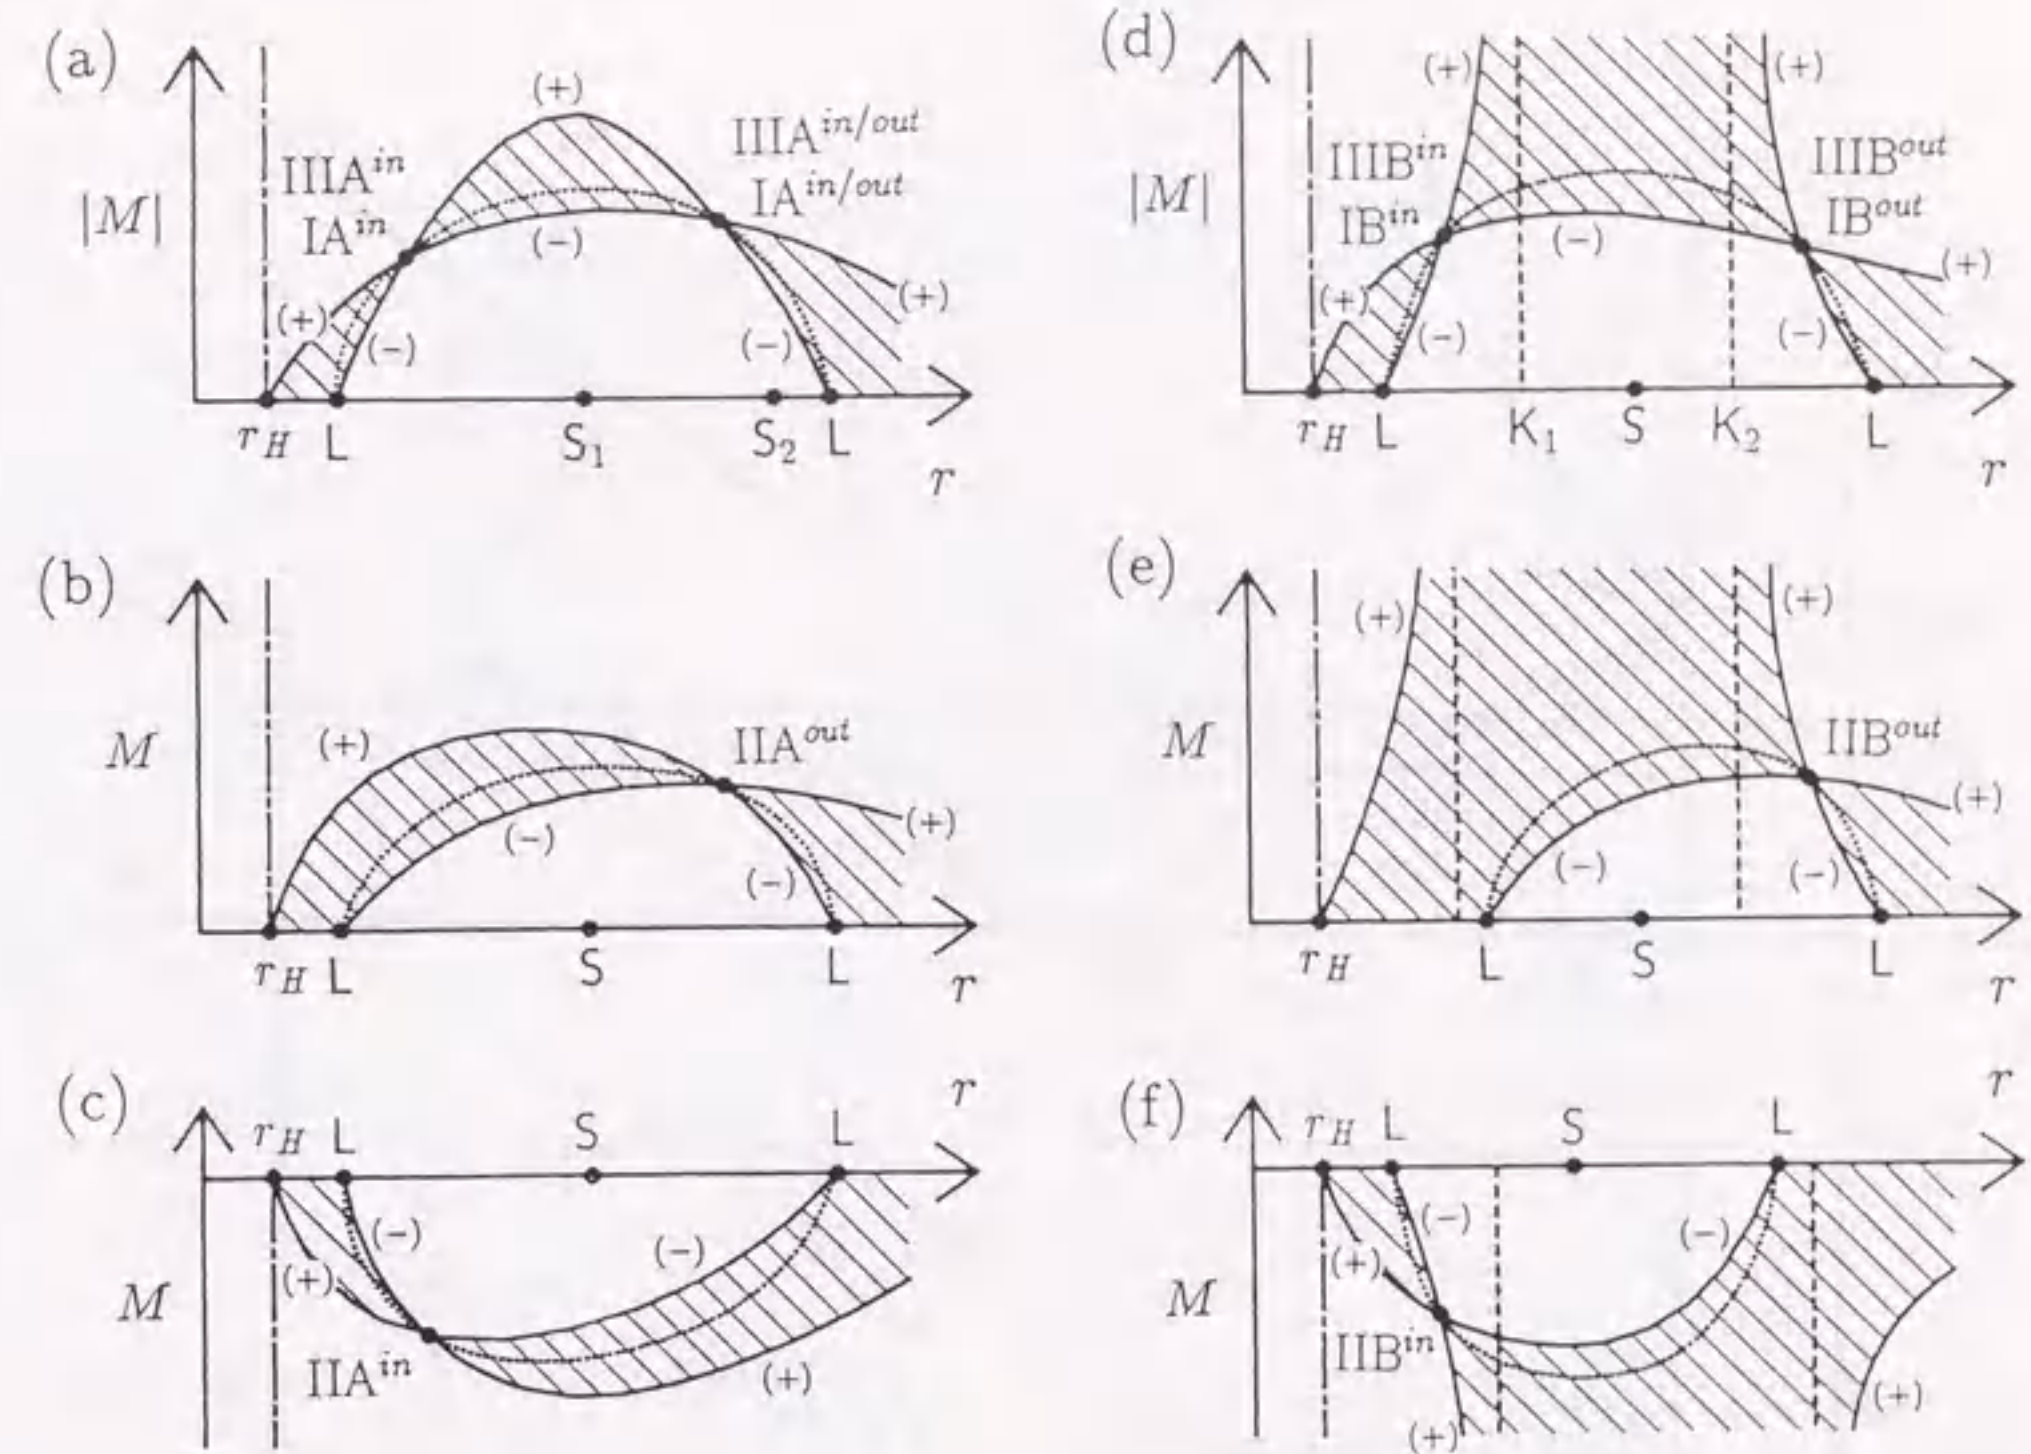 (a)
|M|
(+)
IIIA^{in}
IA^{in}
IIIA^{in/out}
IA^{in/out}
(+)
(−)
(−)
(−)
(+)
r_H L S_1 S_2 L
r
(b)
M
(+)
IIA^{out}
(−)
(−)
(+)
r_H L S L
r
(c)
r
r_H L S L
M
(−)
(−)
(+)
IIA^{in}
(+)
(d)
|M|
(+)
(+)
IIIB^{in}
IB^{in}
IIIB^{out}
IB^{out}
(−)
(+)
(+)
(−)
(−)
r_H L K_1 S K_2 L
r
(e)
M
(+)
(+)
IIB^{out}
(−)
(−)
(+)
r_H L S L
r
(f)
r
r_H L S L
M
(−)
(−)
(+)
IIB^{in}
(+)
(+)